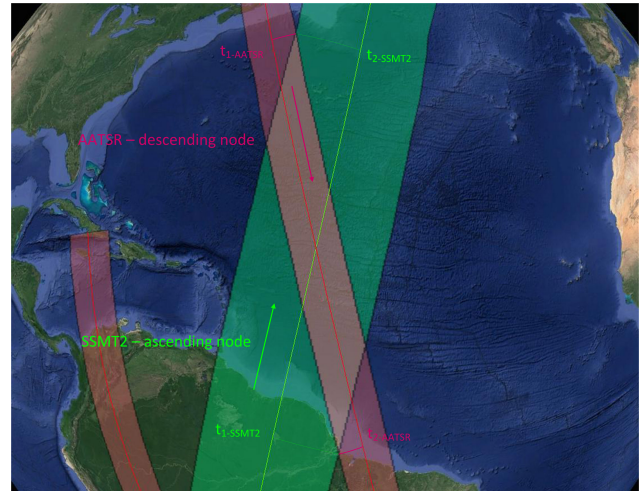 t1-AATSR
t2-SSMT2
AATSR – descending node
SSMT2 – ascending node
t1-SSMT2
t2-AATSR